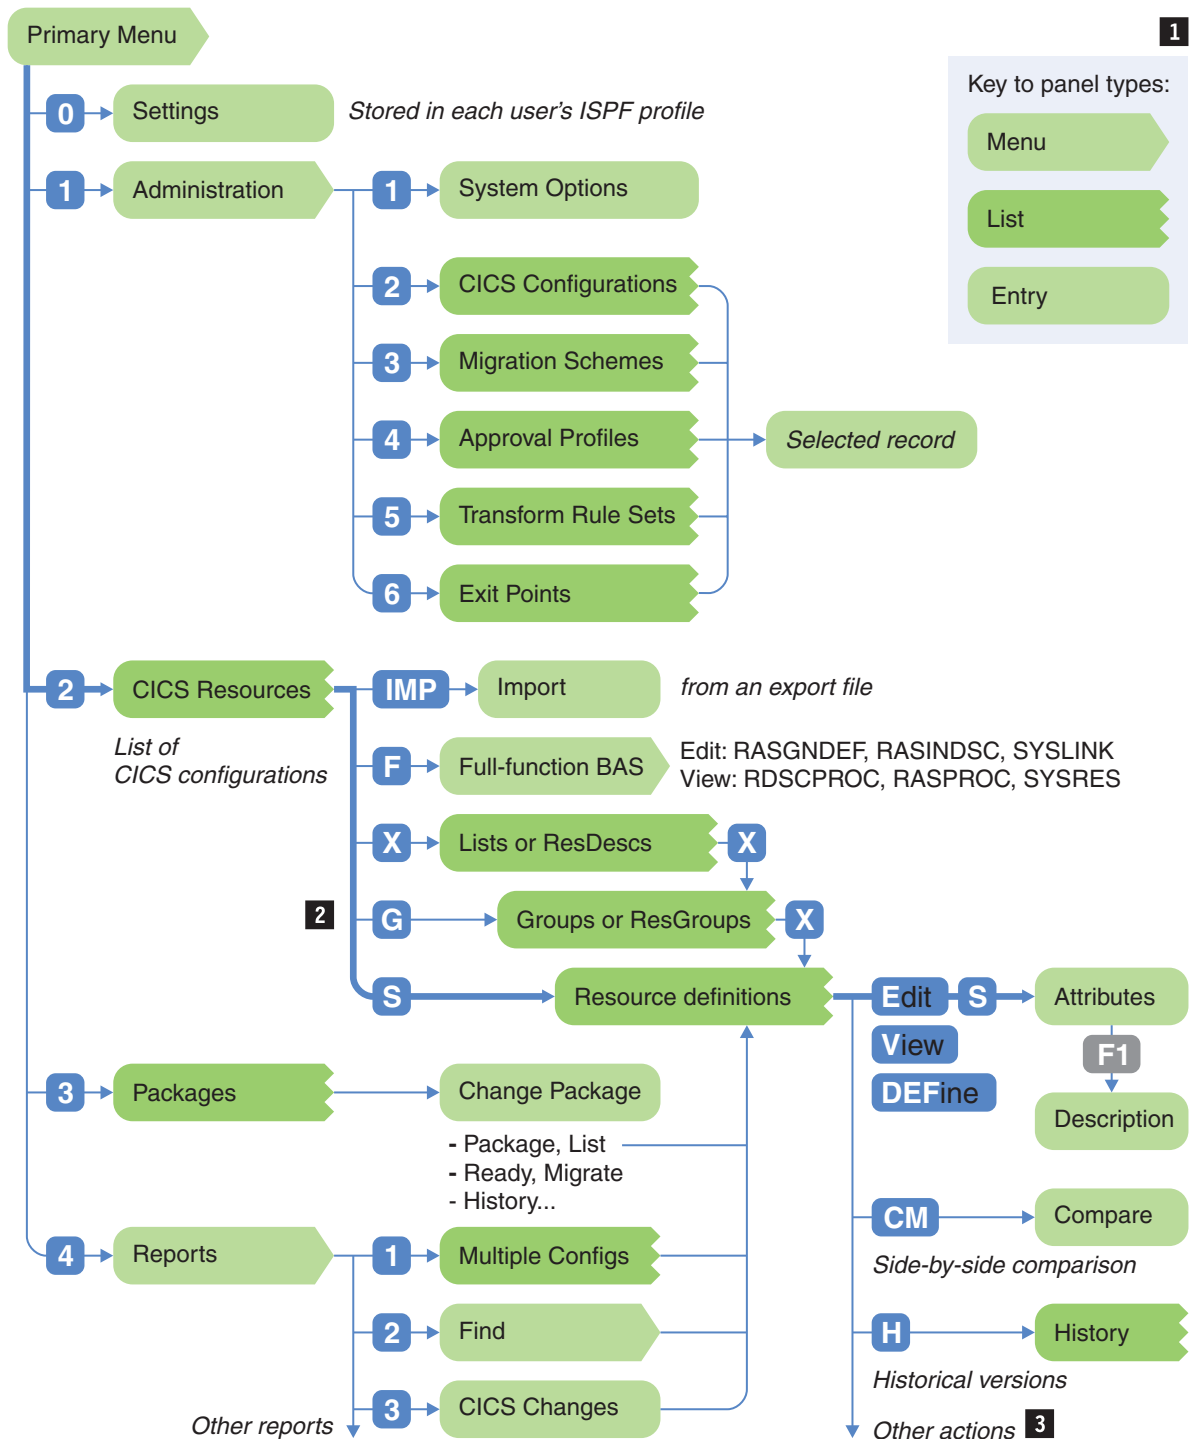 Primary Menu
1
Key to panel types:
Menu
List
Entry
0 Settings Stored in each user's ISPF profile
1 Administration
1 System Options
2 CICS Configurations
3 Migration Schemes
4 Approval Profiles
Selected record
5 Transform Rule Sets
6 Exit Points
2 CICS Resources
List of
CICS configurations
IMP Import from an export file
F Full-function BAS
Edit: RASGNDEF, RASINDSC, SYSLINK
View: RDSCPROC, RASPROC, SYSRES
X Lists or ResDescs X
2
G Groups or ResGroups X
S Resource definitions
Edit S Attributes
View
DEFine
F1
Description
3 Packages
Change Package
- Package, List
- Ready, Migrate
- History...
CM Compare
Side-by-side comparison
4 Reports
1 Multiple Configs
2 Find
3 CICS Changes
Other reports
H History
Historical versions
Other actions 3